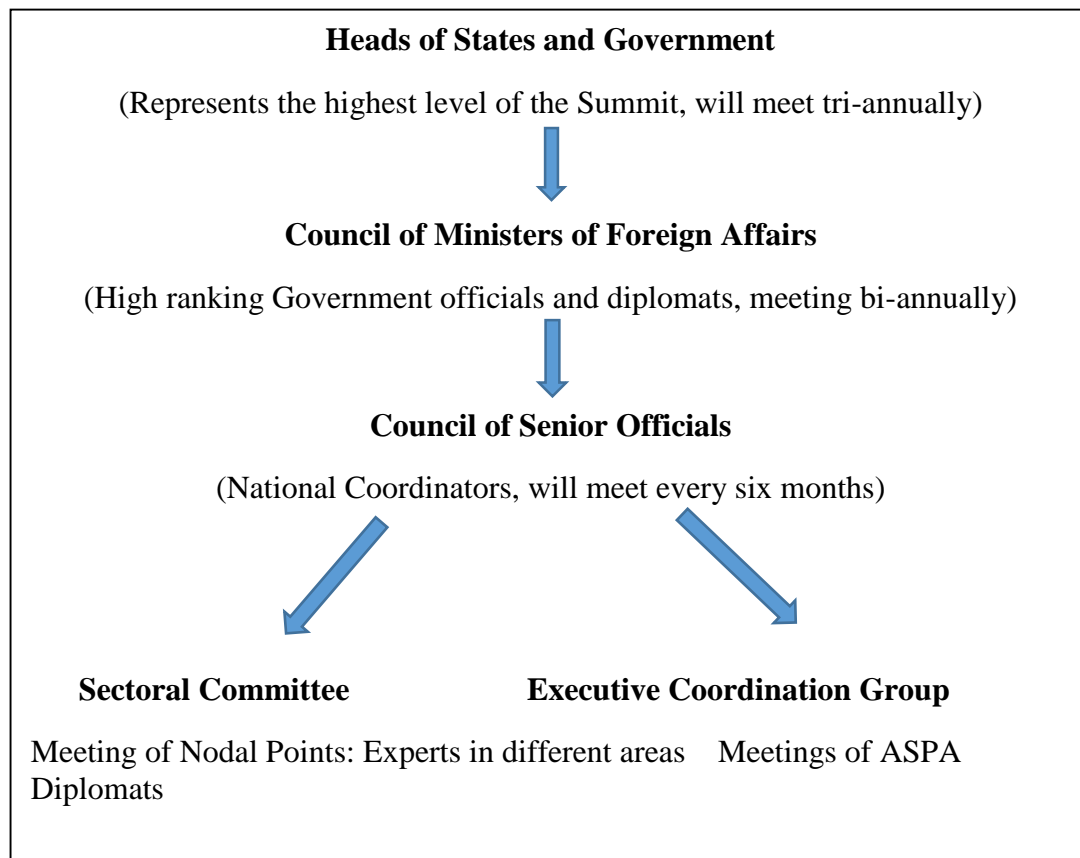 Heads of States and Government
(Represents the highest level of the Summit, will meet tri-annually)
Council of Ministers of Foreign Affairs
(High ranking Government officials and diplomats, meeting bi-annually)
Council of Senior Officials
(National Coordinators, will meet every six months)
Sectoral Committee Executive Coordination Group
Meeting of Nodal Points: Experts in different areas Meetings of ASPA
Diplomats